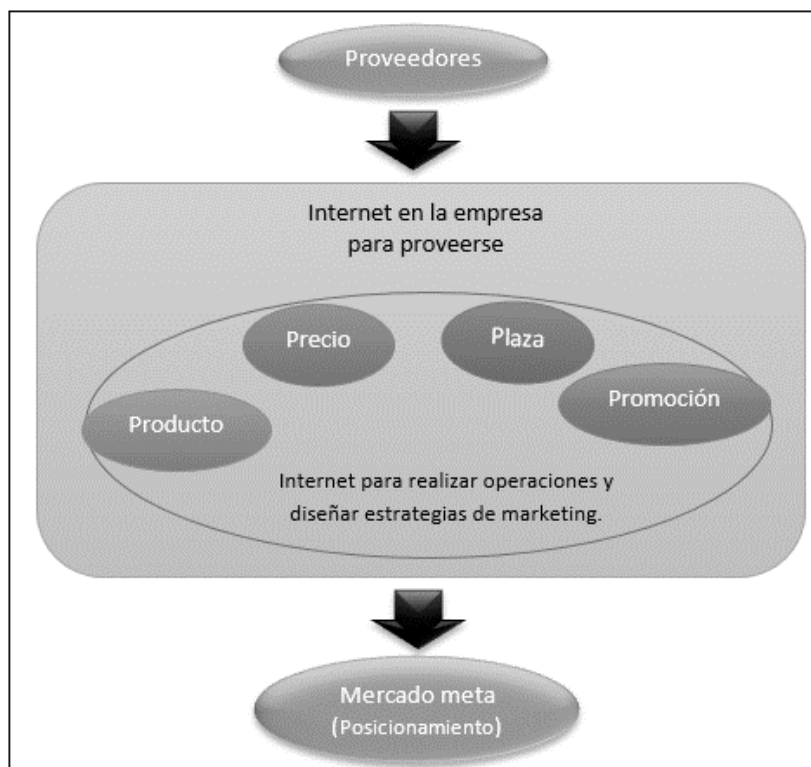 Proveedores
Internet en la empresa
para proveerse
Precio
Plaza
Producto
Promoción
Internet para realizar operaciones y
diseñar estrategias de marketing.
Mercado meta
(Posicionamiento)